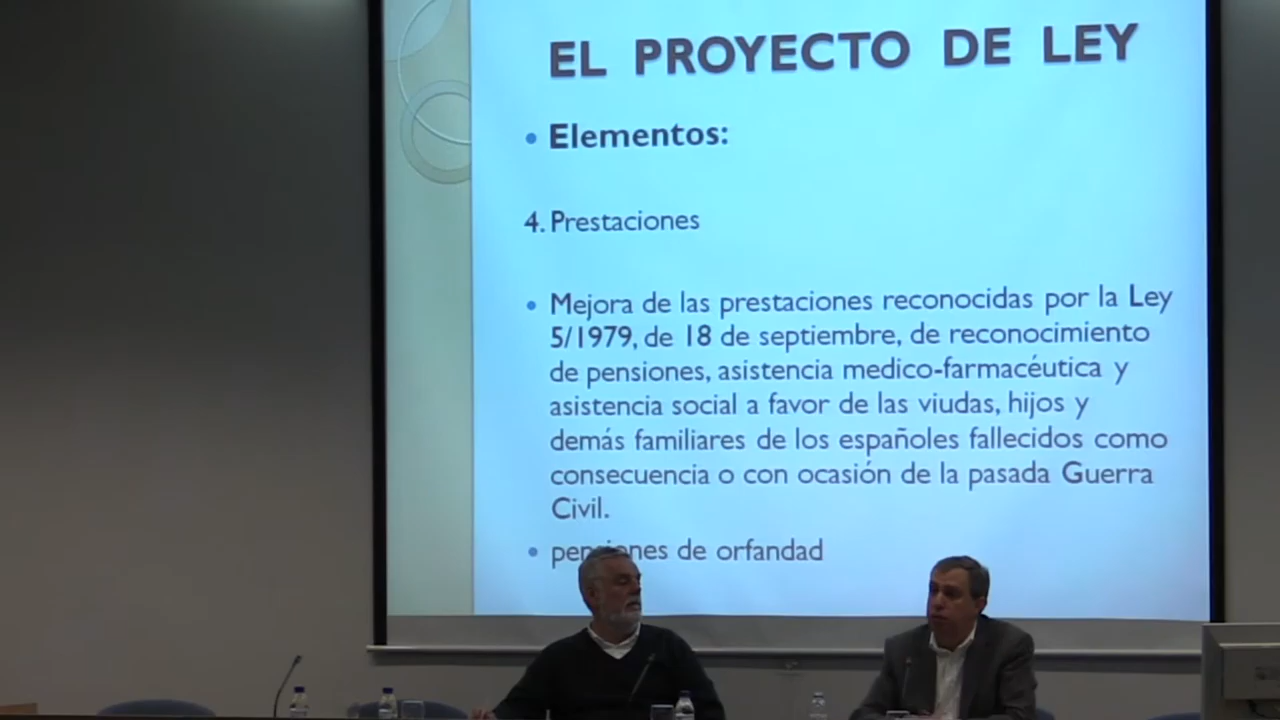 EL PROYECTO DE LEY
• Elementos:
4. Prestaciones
• Mejora de las prestaciones reconocidas por la Ley
5/1979, de 18 de septiembre, de reconocimiento
de pensiones, asistencia medico-farmacéutica y
asistencia social a favor de las viudas, hijos y
demás familiares de los españoles fallecidos como
consecuencia o con ocasión de la pasada Guerra
Civil.
• pensiones de orfandad